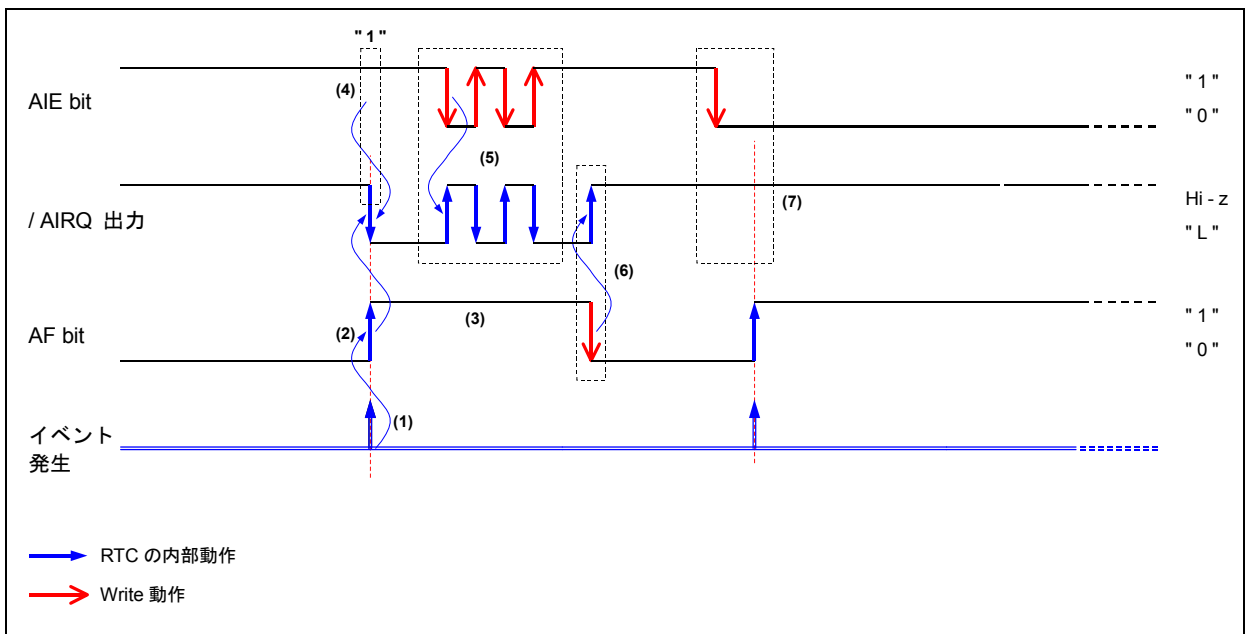 " 1 "
AIE bit
(4)
(5)
" 1 "
" 0 "
/ AIRQ 出力
(7)
Hi - z
" L "
(6)
AF bit
(2)
(3)
" 1 "
" 0 "
(1)
イベント
発生
RTC の内部動作
Write 動作